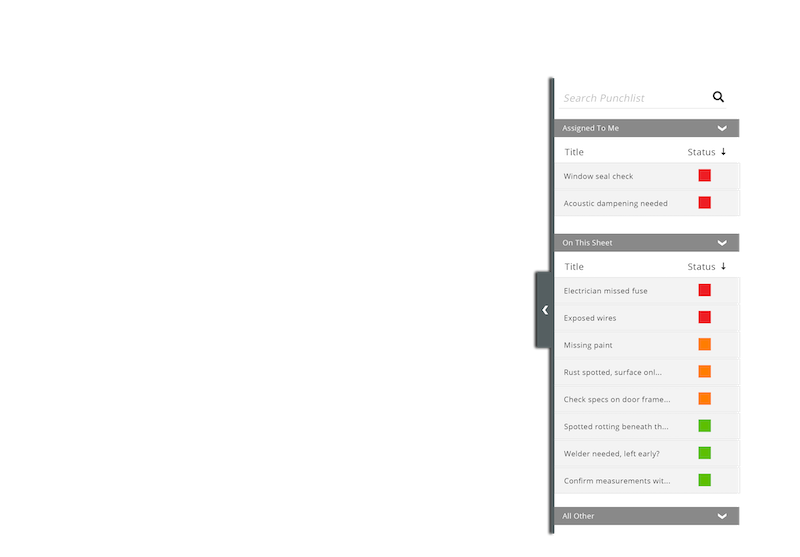 Search Punchlist
Assigned To Me
Title Status ↓
Window seal check
Acoustic dampening needed
On This Sheet
Title Status ↓
Electrician missed fuse
Exposed wires
Missing paint
Rust spotted, surface onl...
Check specs on door frame...
Spotted rotting beneath th...
Welder needed, left early?
Confirm measurements wit...
All Other